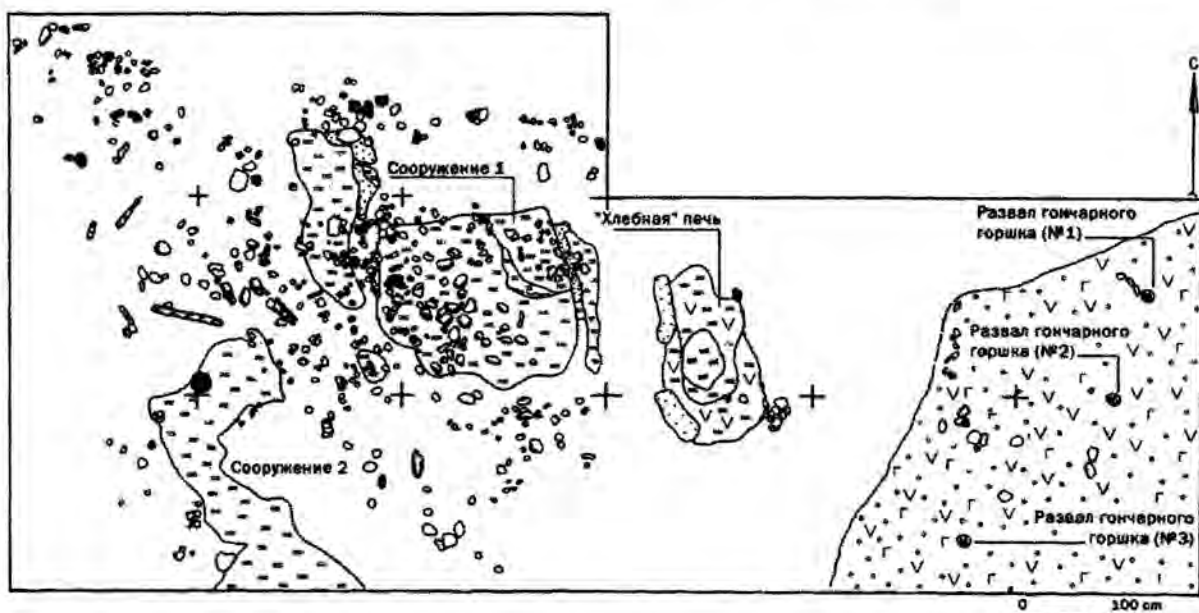 С
Сооружение 1
"Хлебная" печь
Развал гончарного
горшка (№1)
Развал гончарного
горшка (№2)
Сооружение 2
Развал гончарного
горшка (№3)
0 100 cm